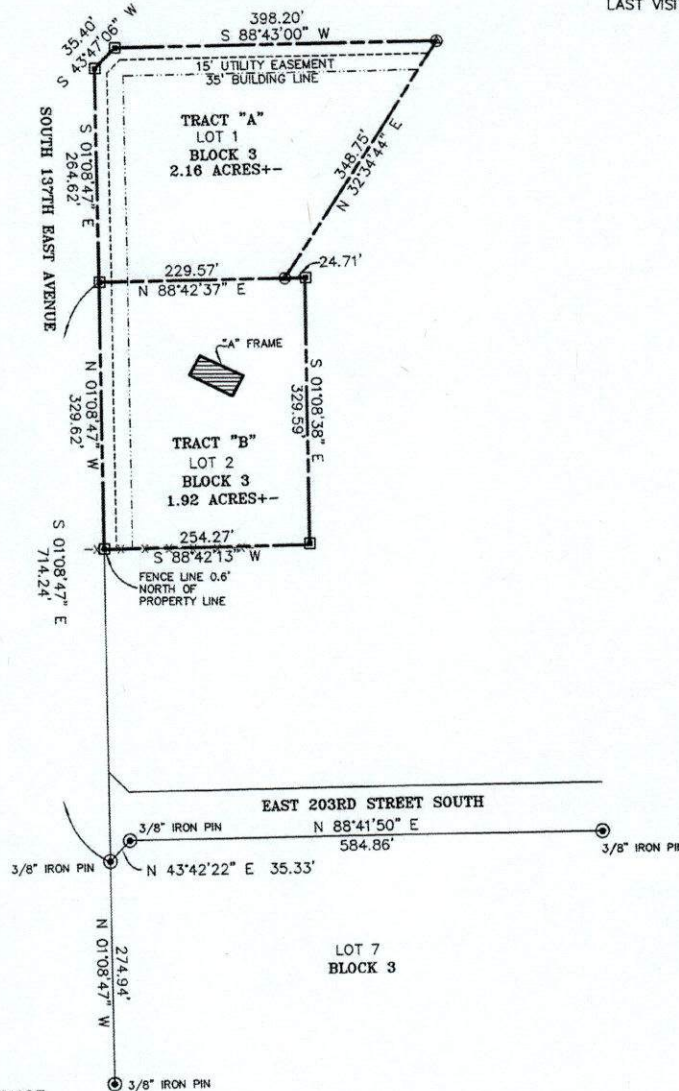 LAST VISI
398.20'
S 88°43'00" W
35.40'
S 43°47'06" W
15' UTILITY EASEMENT
35' BUILDING LINE
TRACT "A"
LOT 1
BLOCK 3
2.16 ACRES+-
SOUTH 137TH EAST AVENUE
S 01°08'47" E
264.62'
348.75'
N 32°34'44" E
229.57'
N 88°42'37" E
24.71'
"A" FRAME
N 01°08'47" W
329.62'
S 01°08'38" E
329.59'
TRACT "B"
LOT 2
BLOCK 3
1.92 ACRES+-
254.27'
S 88°42'13" W
S 01°08'47" E
714.24'
FENCE LINE 0.6'
NORTH OF
PROPERTY LINE
EAST 203RD STREET SOUTH
3/8" IRON PIN
N 88°41'50" E
584.86'
3/8" IRON PIN
3/8" IRON PIN
N 43°42'22" E 35.33'
274.94'
N 01°08'47" W
LOT 7
BLOCK 3
3/8" IRON PIN